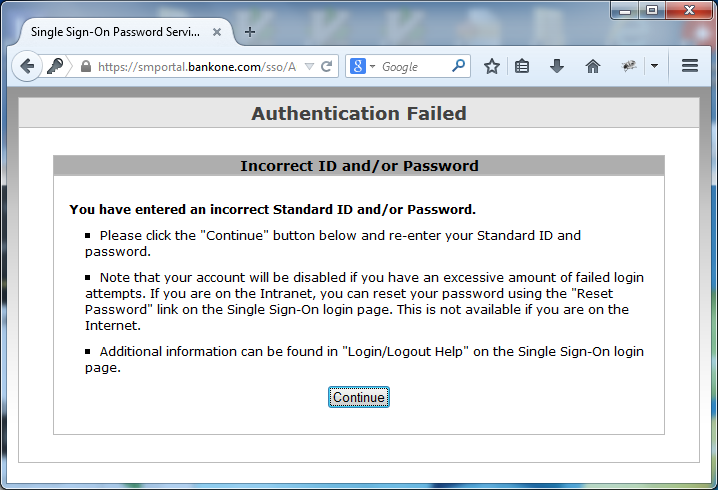 Single Sign-On Password Servi...
https://smportal.bankone.com/sso/A
Google
Authentication Failed
Incorrect ID and/or Password
You have entered an incorrect Standard ID and/or Password.
Please click the "Continue" button below and re-enter your Standard ID and
password.
Note that your account will be disabled if you have an excessive amount of failed login
attempts. If you are on the Intranet, you can reset your password using the "Reset
Password" link on the Single Sign-On login page. This is not available if you are on the
Internet.
Additional information can be found in "Login/Logout Help" on the Single Sign-On login
page.
Continue